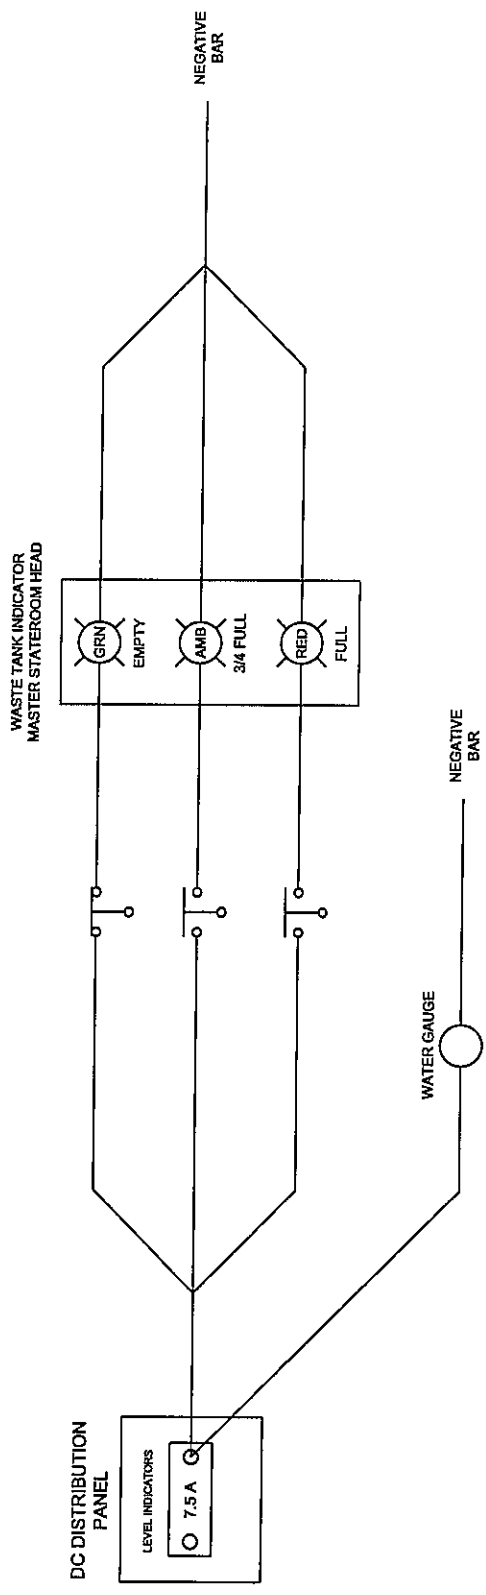 DC DISTRIBUTION
PANEL
LEVEL INDICATORS
7.5 A
WASTE TANK INDICATOR
MASTER STATEROOM HEAD
GRN
EMPTY
AMB
3/4 FULL
RED
FULL
NEGATIVE
BAR
WATER GAUGE
NEGATIVE
BAR